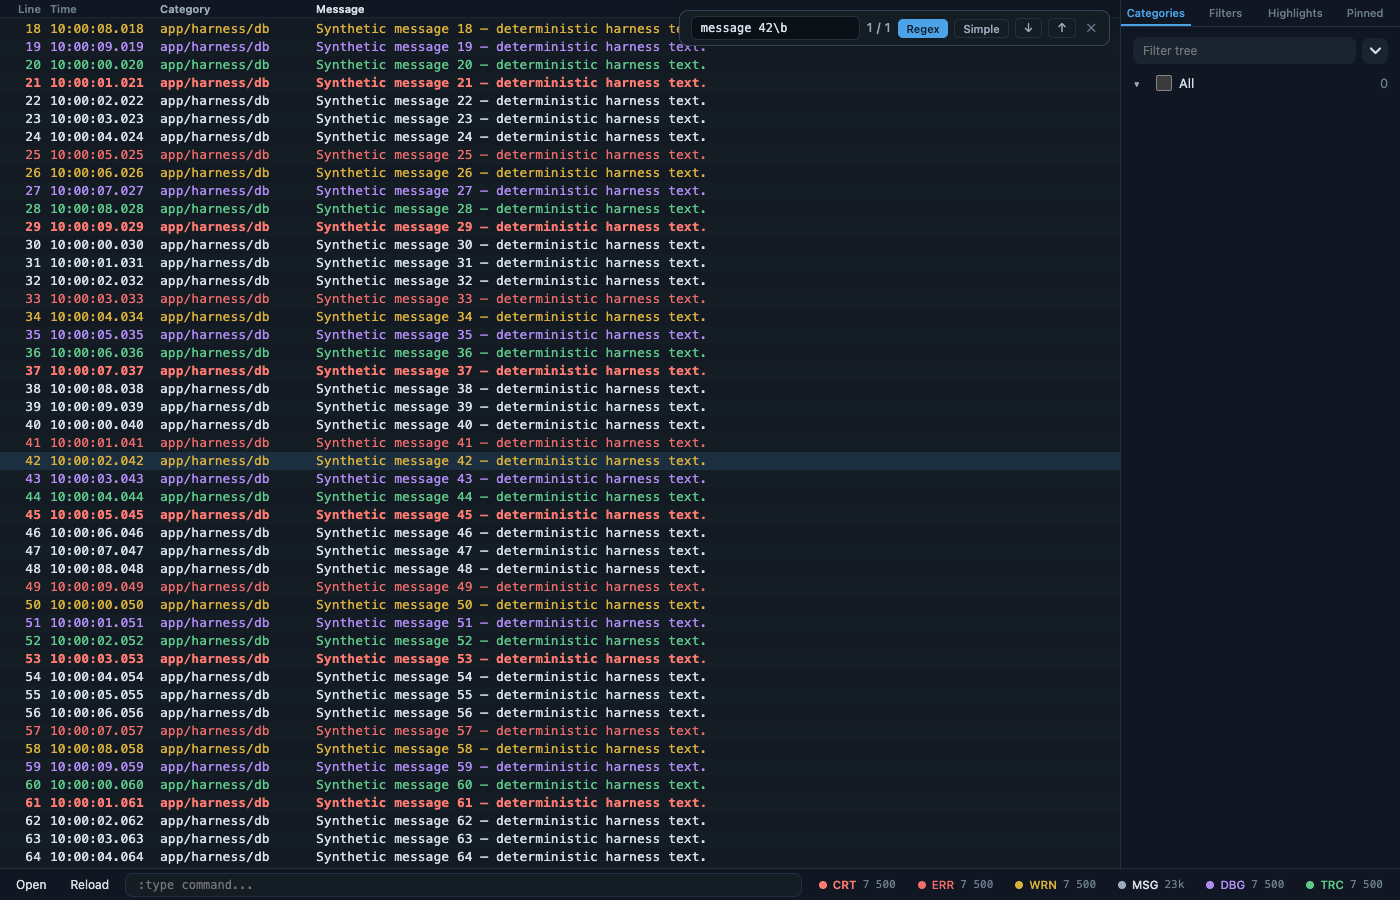 Line Time Category Message
message 42\b 1 / 1 Regex Simple
Categories Filters Highlights Pinned
Filter tree
All 0
18 10:00:08.018 app/harness/db Synthetic message 18 — deterministic harness
19 10:00:09.019 app/harness/db Synthetic message 19 — deterministic harness text.
20 10:00:00.020 app/harness/db Synthetic message 20 — deterministic harness text.
21 10:00:01.021 app/harness/db Synthetic message 21 — deterministic harness text.
22 10:00:02.022 app/harness/db Synthetic message 22 — deterministic harness text.
23 10:00:03.023 app/harness/db Synthetic message 23 — deterministic harness text.
24 10:00:04.024 app/harness/db Synthetic message 24 — deterministic harness text.
25 10:00:05.025 app/harness/db Synthetic message 25 — deterministic harness text.
26 10:00:06.026 app/harness/db Synthetic message 26 — deterministic harness text.
27 10:00:07.027 app/harness/db Synthetic message 27 — deterministic harness text.
28 10:00:08.028 app/harness/db Synthetic message 28 — deterministic harness text.
29 10:00:09.029 app/harness/db Synthetic message 29 — deterministic harness text.
30 10:00:00.030 app/harness/db Synthetic message 30 — deterministic harness text.
31 10:00:01.031 app/harness/db Synthetic message 31 — deterministic harness text.
32 10:00:02.032 app/harness/db Synthetic message 32 — deterministic harness text.
33 10:00:03.033 app/harness/db Synthetic message 33 — deterministic harness text.
34 10:00:04.034 app/harness/db Synthetic message 34 — deterministic harness text.
35 10:00:05.035 app/harness/db Synthetic message 35 — deterministic harness text.
36 10:00:06.036 app/harness/db Synthetic message 36 — deterministic harness text.
37 10:00:07.037 app/harness/db Synthetic message 37 — deterministic harness text.
38 10:00:08.038 app/harness/db Synthetic message 38 — deterministic harness text.
39 10:00:09.039 app/harness/db Synthetic message 39 — deterministic harness text.
40 10:00:00.040 app/harness/db Synthetic message 40 — deterministic harness text.
41 10:00:01.041 app/harness/db Synthetic message 41 — deterministic harness text.
42 10:00:02.042 app/harness/db Synthetic message 42 — deterministic harness text.
43 10:00:03.043 app/harness/db Synthetic message 43 — deterministic harness text.
44 10:00:04.044 app/harness/db Synthetic message 44 — deterministic harness text.
45 10:00:05.045 app/harness/db Synthetic message 45 — deterministic harness text.
46 10:00:06.046 app/harness/db Synthetic message 46 — deterministic harness text.
47 10:00:07.047 app/harness/db Synthetic message 47 — deterministic harness text.
48 10:00:08.048 app/harness/db Synthetic message 48 — deterministic harness text.
49 10:00:09.049 app/harness/db Synthetic message 49 — deterministic harness text.
50 10:00:00.050 app/harness/db Synthetic message 50 — deterministic harness text.
51 10:00:01.051 app/harness/db Synthetic message 51 — deterministic harness text.
52 10:00:02.052 app/harness/db Synthetic message 52 — deterministic harness text.
53 10:00:03.053 app/harness/db Synthetic message 53 — deterministic harness text.
54 10:00:04.054 app/harness/db Synthetic message 54 — deterministic harness text.
55 10:00:05.055 app/harness/db Synthetic message 55 — deterministic harness text.
56 10:00:06.056 app/harness/db Synthetic message 56 — deterministic harness text.
57 10:00:07.057 app/harness/db Synthetic message 57 — deterministic harness text.
58 10:00:08.058 app/harness/db Synthetic message 58 — deterministic harness text.
59 10:00:09.059 app/harness/db Synthetic message 59 — deterministic harness text.
60 10:00:00.060 app/harness/db Synthetic message 60 — deterministic harness text.
61 10:00:01.061 app/harness/db Synthetic message 61 — deterministic harness text.
62 10:00:02.062 app/harness/db Synthetic message 62 — deterministic harness text.
63 10:00:03.063 app/harness/db Synthetic message 63 — deterministic harness text.
64 10:00:04.064 app/harness/db Synthetic message 64 — deterministic harness text.
Open Reload :type command... CRT 7 500 ERR 7 500 WRN 7 500 MSG 23k DBG 7 500 TRC 7 500